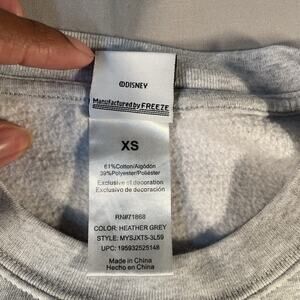 ©DISNEY
Manufactured by FREEZE
XS
61%Cotton/Algodón
39%Polyester/Poliéster
Exclusive of decoration
Exclusivo de decoración
RN#71868
COLOR: HEATHER GREY
STYLE: MYSJXT5-3L59
UPC: 195932525148
Made in China
Hecho en China